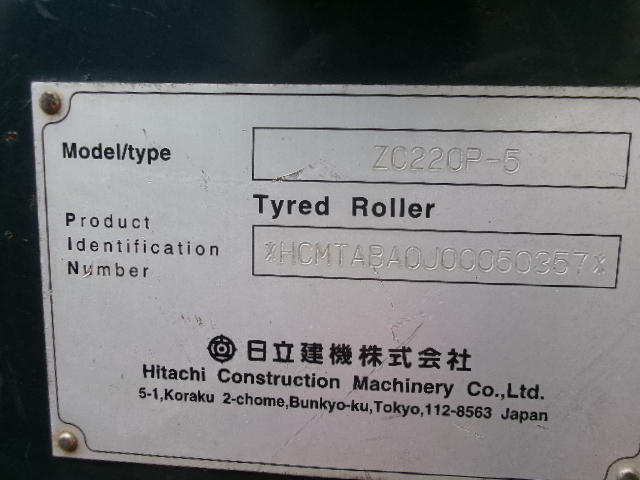 Model/type ZC220P-5
Tyred Roller
Product
Identification
Number
*HCMTABA0J00050357*
日立建機株式会社
Hitachi Construction Machinery Co.,Ltd.
5-1,Koraku 2-chome,Bunkyo-ku,Tokyo,112-8563 Japan